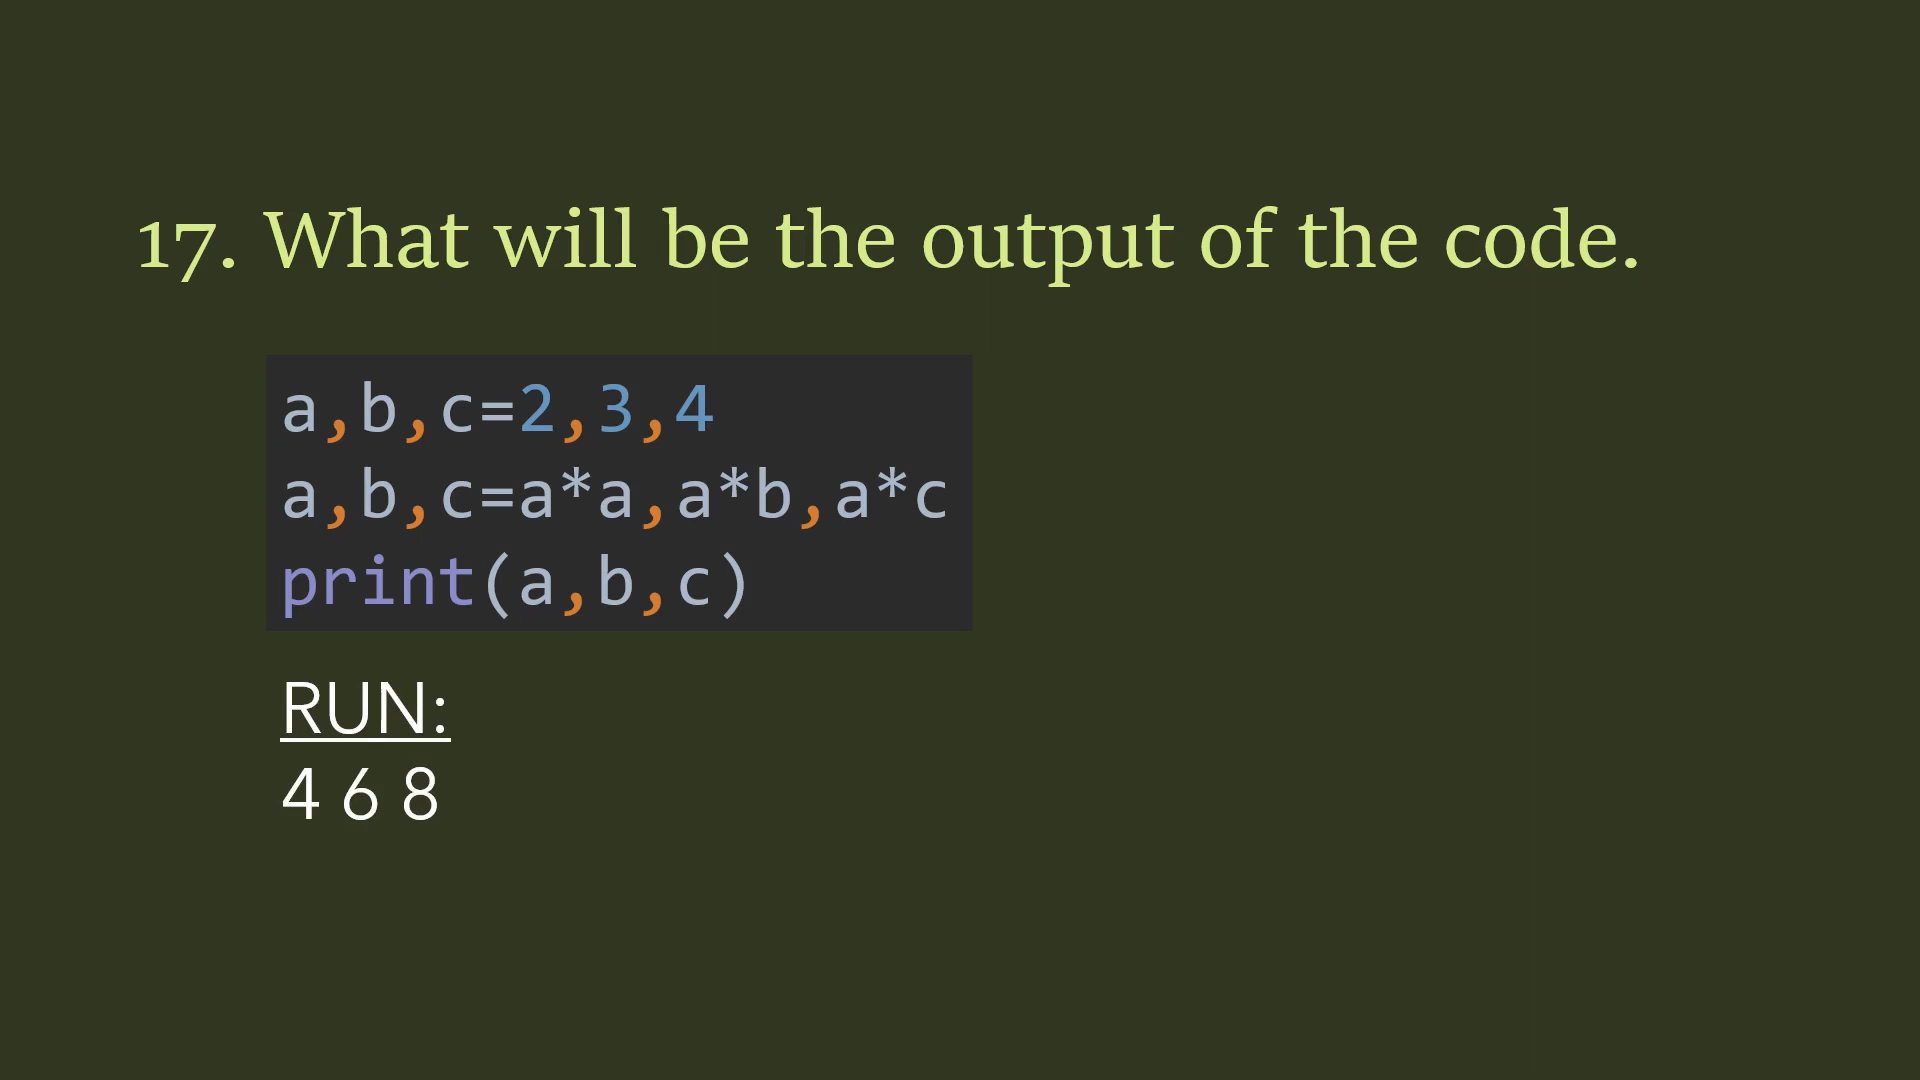 17. What will be the output of the code.
a,b,c=2,3,4
a,b,c=a*a,a*b,a*c
print(a,b,c)
RUN:
4 6 8